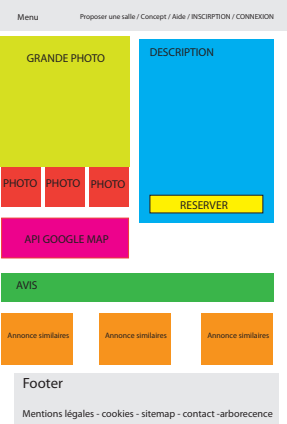 Menu Proposer une salle / Concept / Aide / INSCIRPTION / CONNEXION
GRANDE PHOTO
DESCRIPTION
PHOTO PHOTO PHOTO
RESERVER
API GOOGLE MAP
AVIS
Annonce similaires Annonce similaires Annonce similaires
Footer
Mentions légales - cookies - sitemap - contact -arborecence